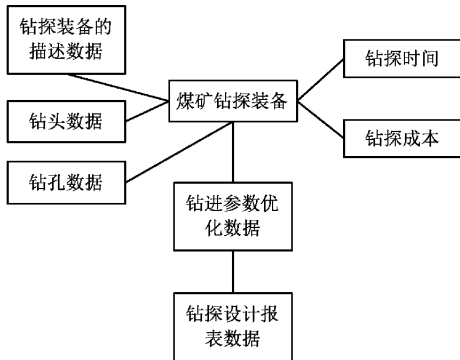 钻探装备的
描述数据
钻头数据
钻孔数据
煤矿钻探装备
钻探时间
钻探成本
钻进参数优
化数据
钻探设计报
表数据